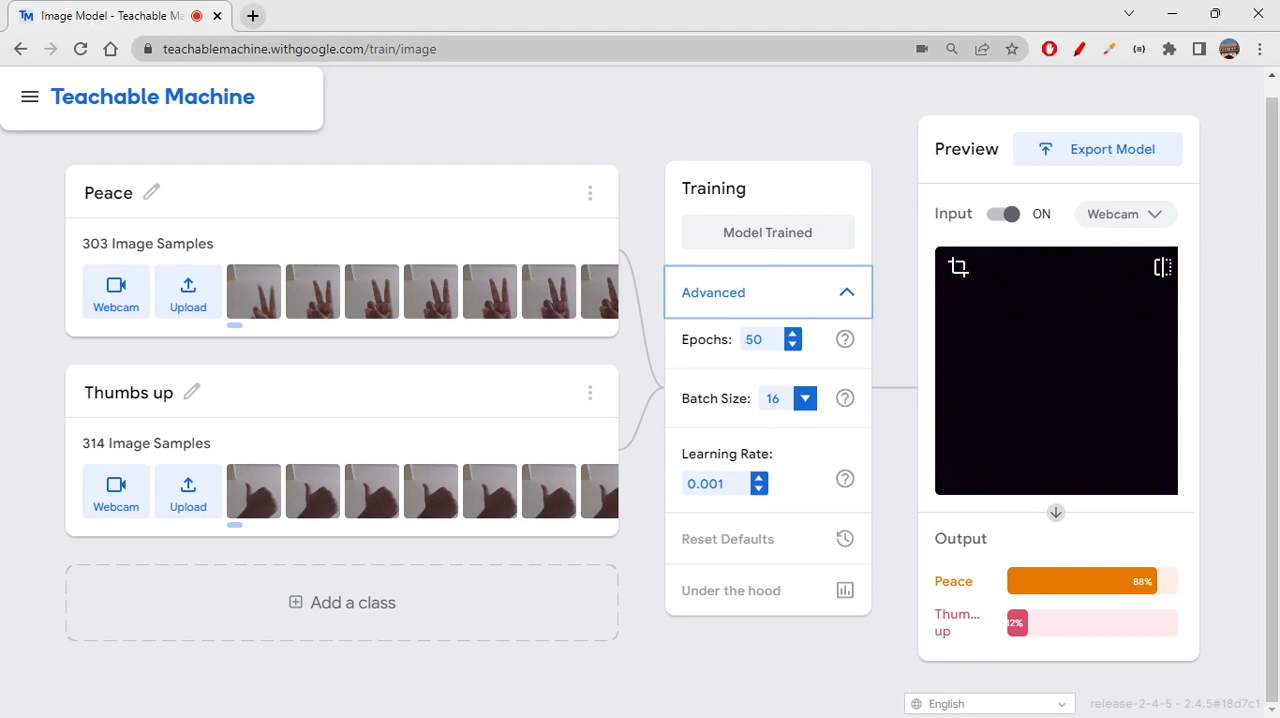 Image Model - Teachable Ma
teachablemachine.withgoogle.com/train/image
Teachable Machine
Peace
303 Image Samples
Webcam
Upload
Thumbs up
314 Image Samples
Webcam
Upload
Add a class
Training
Model Trained
Advanced
Epochs: 50
Batch Size: 16
Learning Rate:
0.001
Reset Defaults
Under the hood
Preview
Export Model
Input ON Webcam
Output
Peace 88%
Thum... up 12%
English
release-2-4-5 - 2.4.5#18d7c1